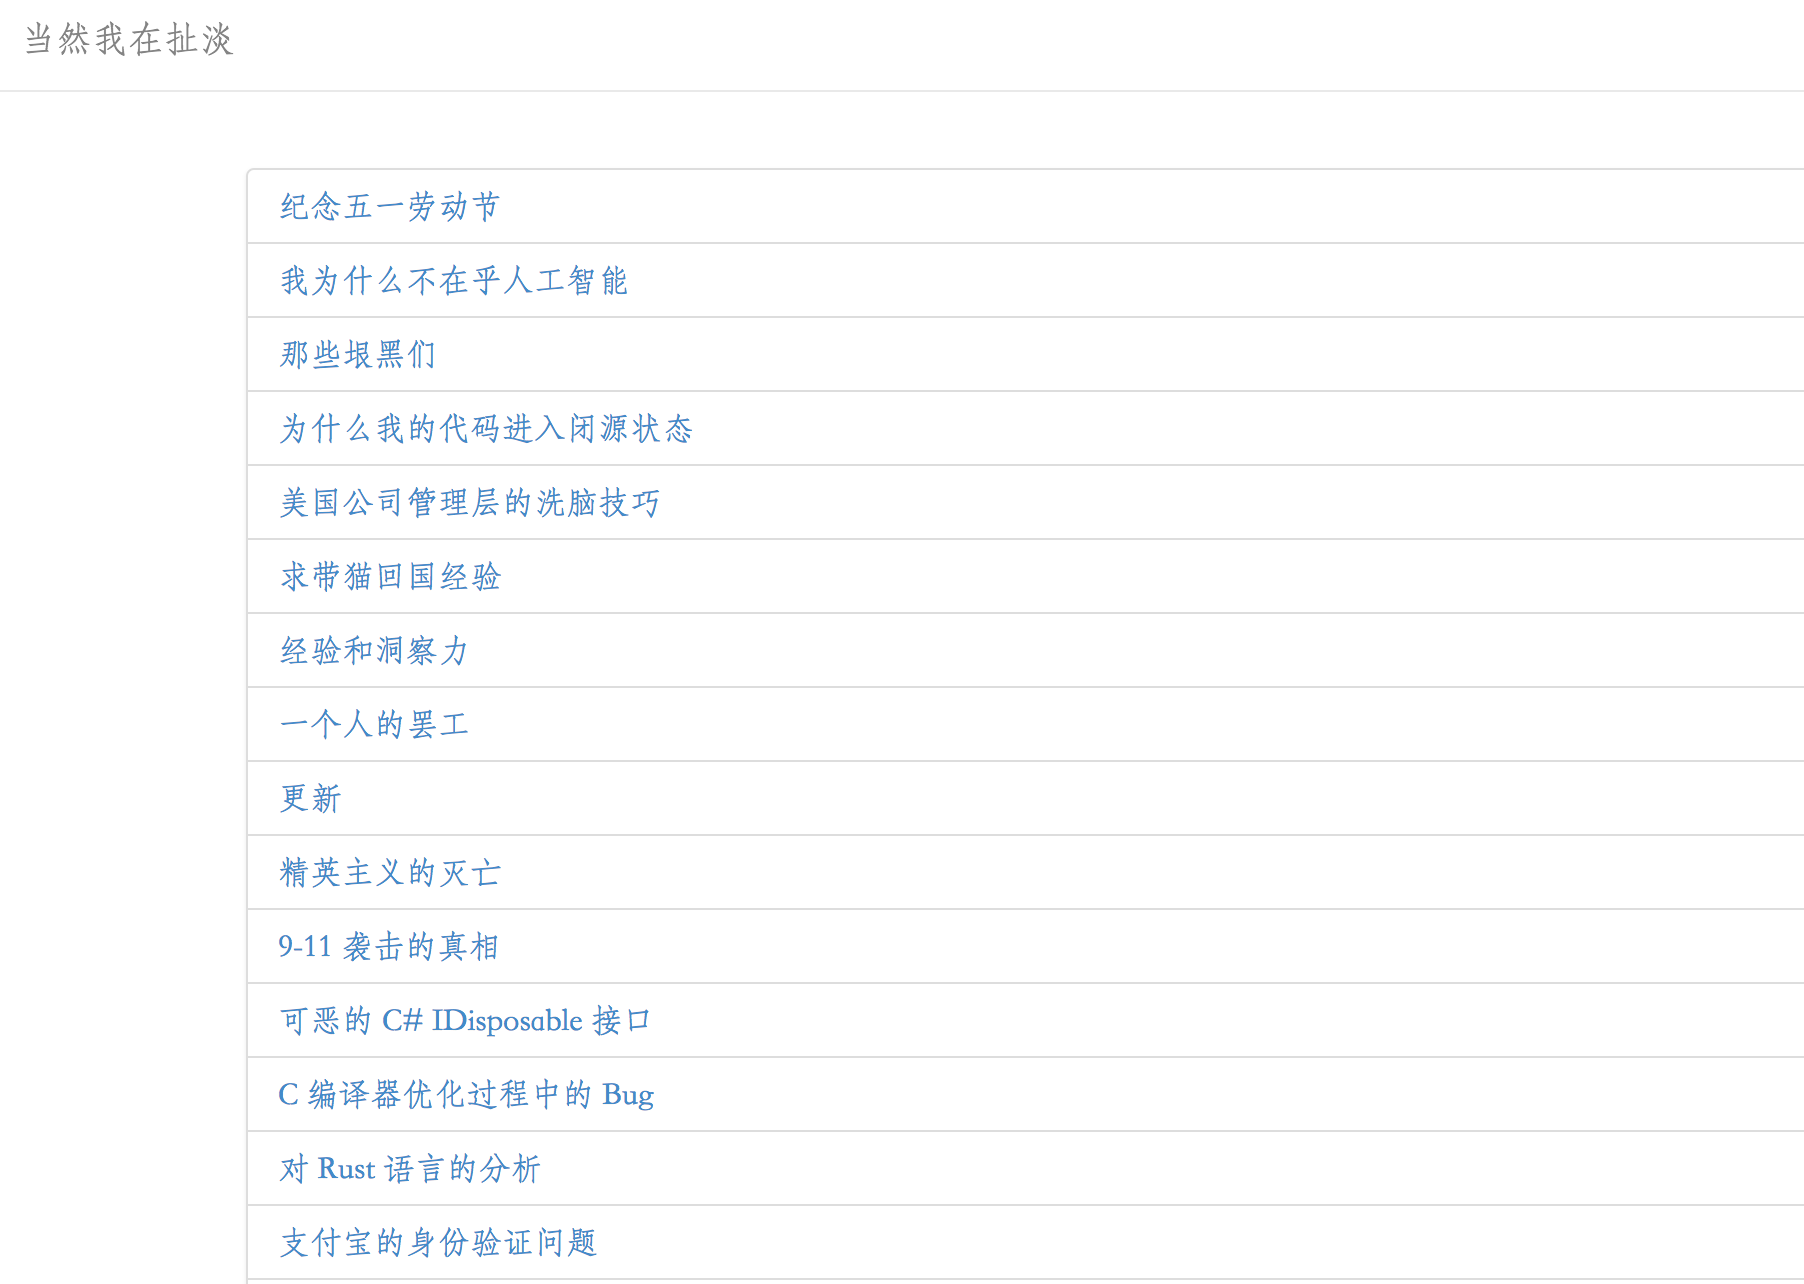 当然我在扯淡
纪念五一劳动节
我为什么不在乎人工智能
那些垠黑们
为什么我的代码进入闭源状态
美国公司管理层的洗脑技巧
求带猫回国经验
经验和洞察力
一个人的罢工
更新
精英主义的灭亡
9-11 袭击的真相
可恶的 C# IDisposable 接口
C 编译器优化过程中的 Bug
对 Rust 语言的分析
支付宝的身份验证问题